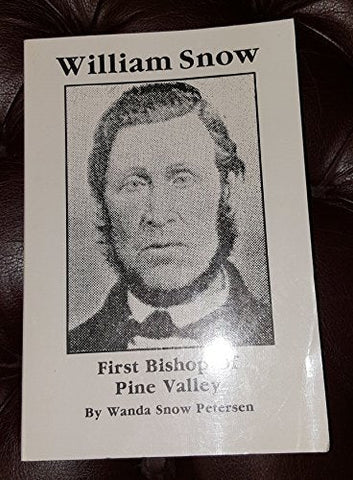 William Snow
First Bishop of
Pine Valley
By Wanda Snow Petersen